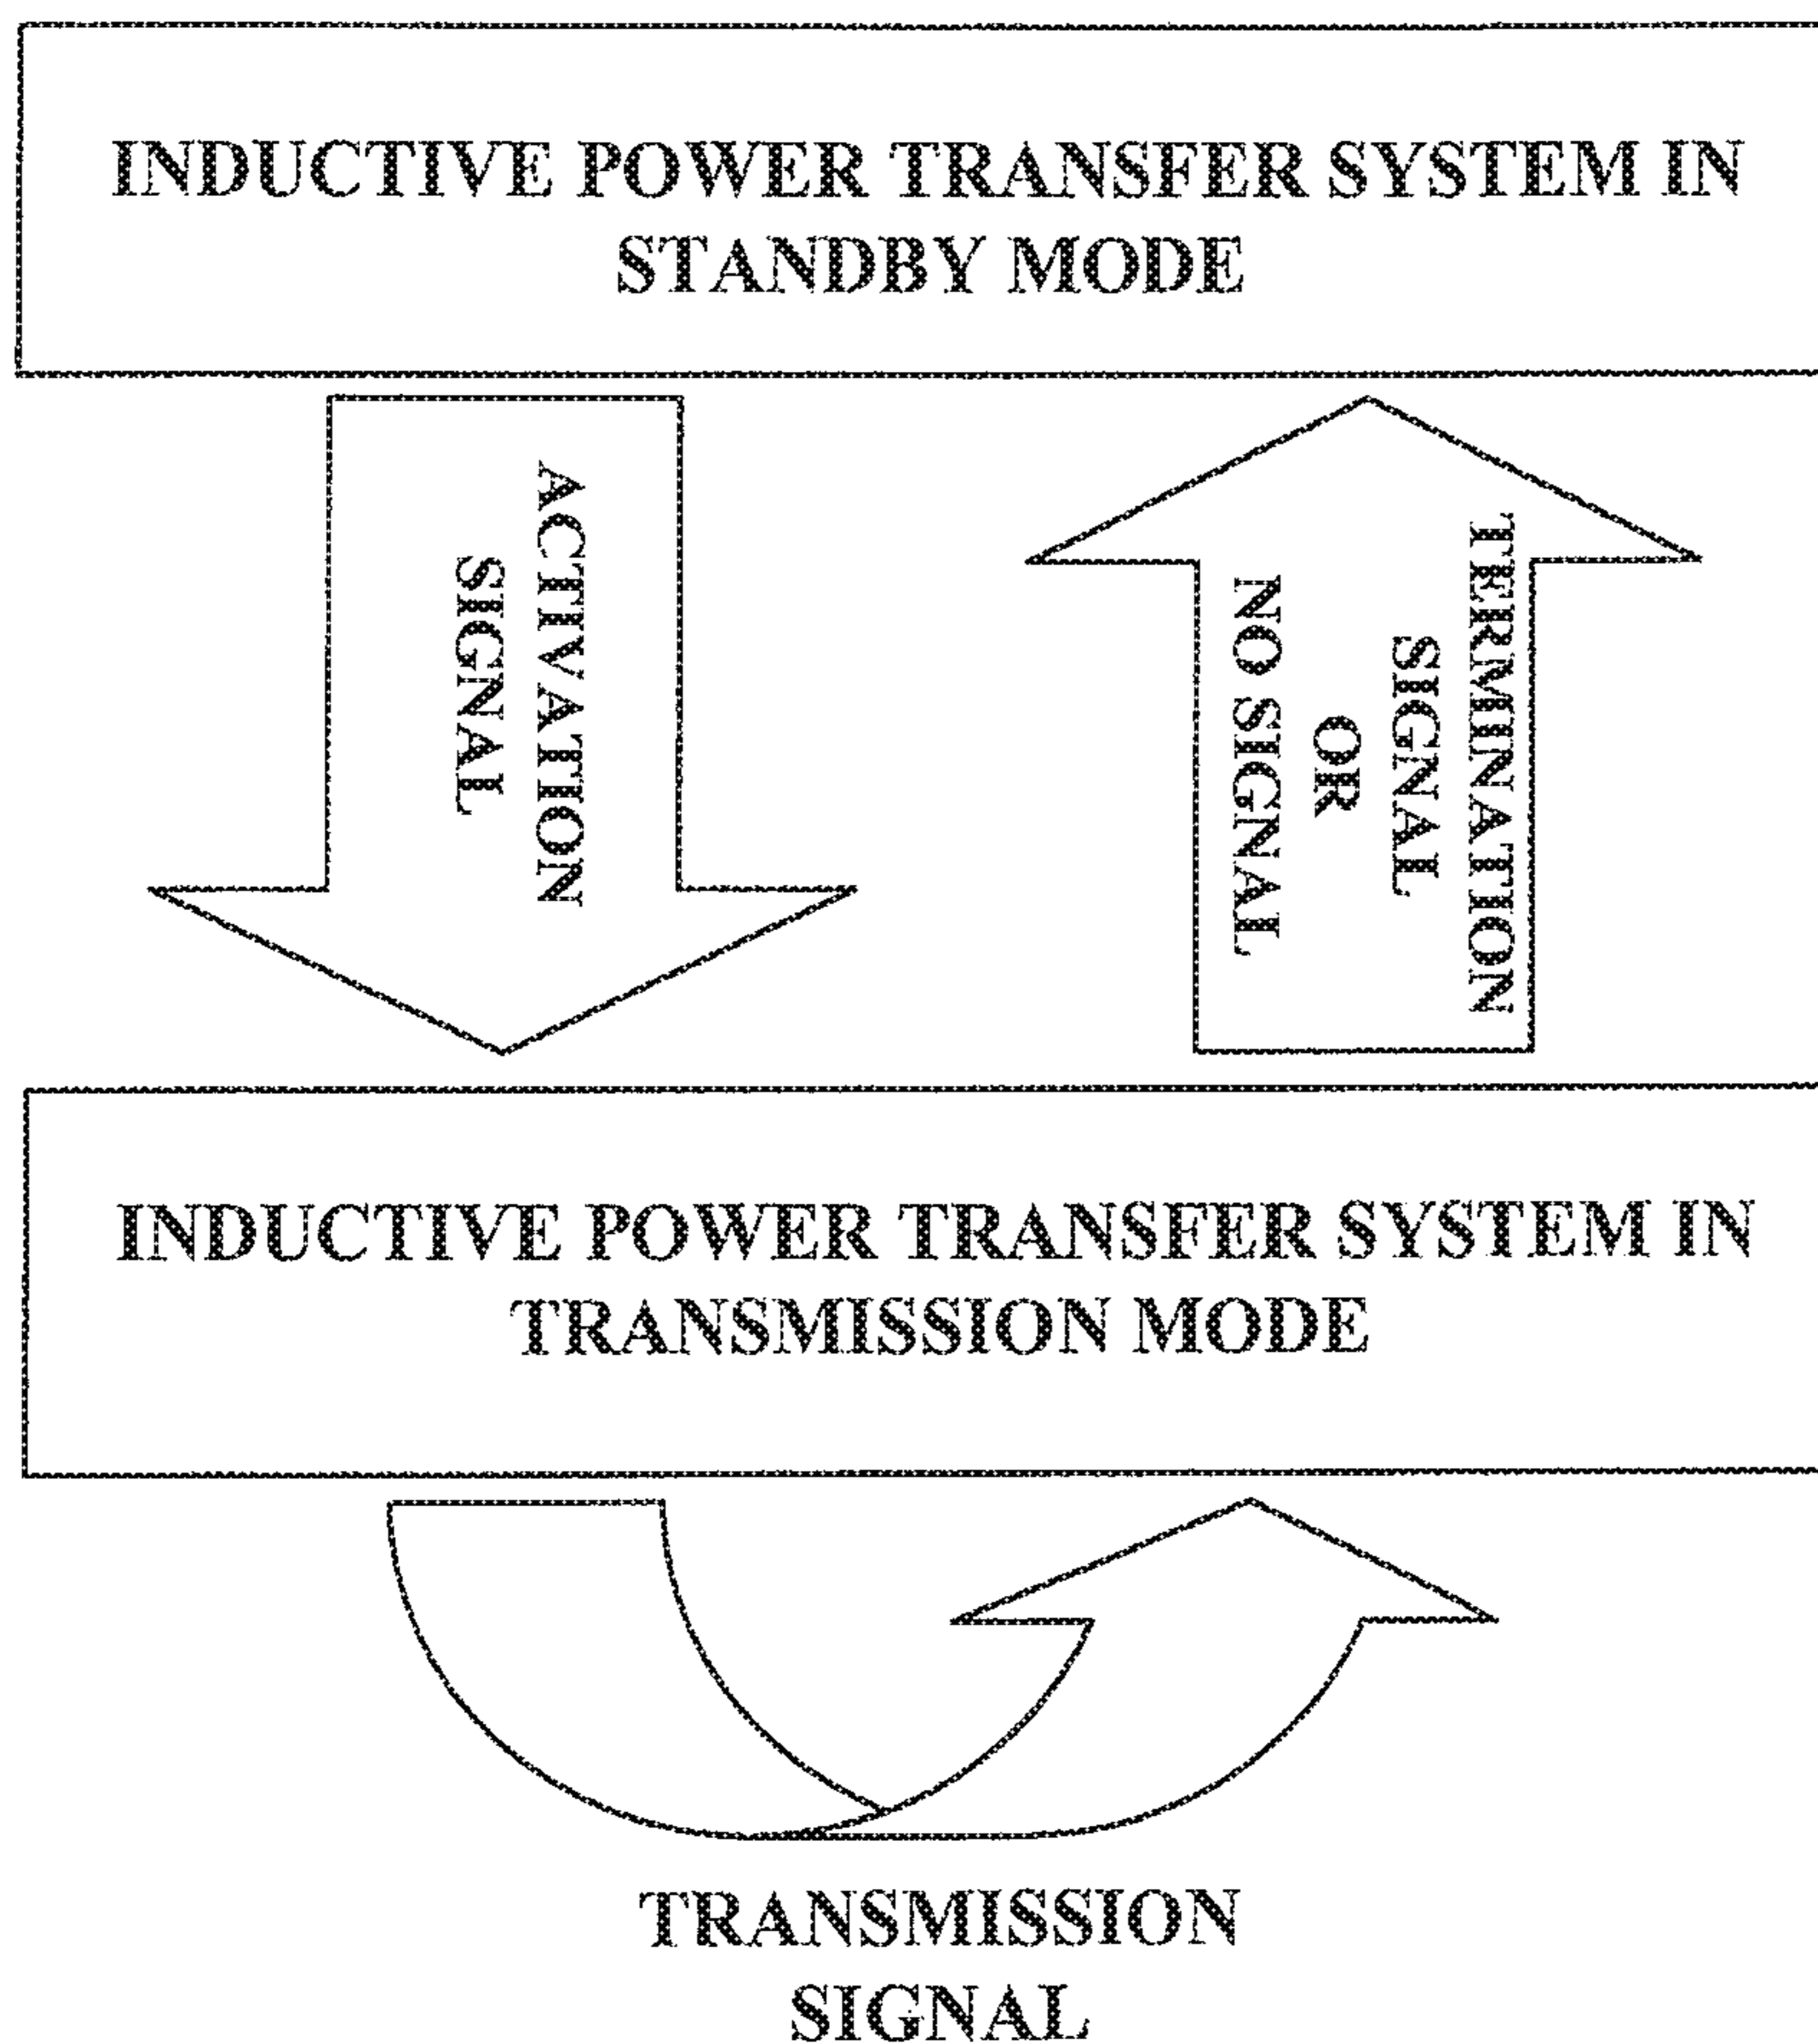 INDUCTIVE POWER TRANSFER SYSTEM IN
STANDBY MODE
ACTIVATION
SIGNAL
TERMINATION
SIGNAL
OR
NO SIGNAL
INDUCTIVE POWER TRANSFER SYSTEM IN
TRANSMISSION MODE
TRANSMISSION
SIGNAL